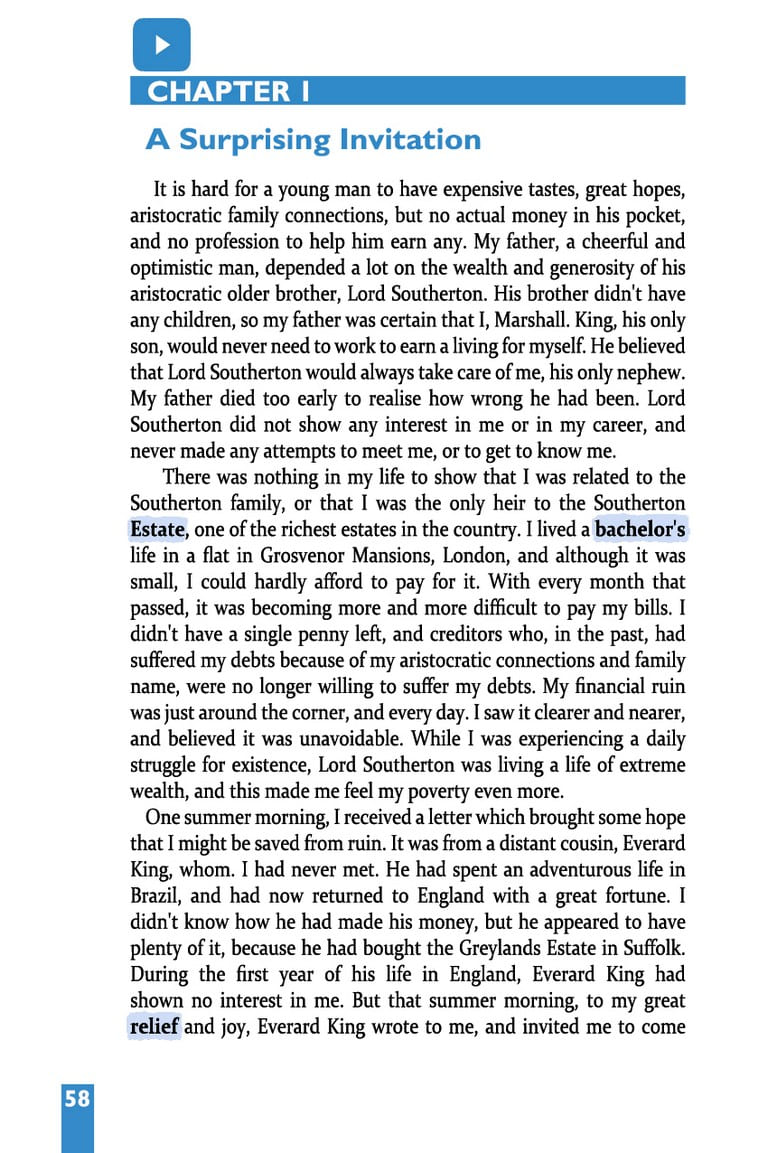 CHAPTER I
A Surprising Invitation
It is hard for a young man to have expensive tastes, great hopes,
aristocratic family connections, but no actual money in his pocket,
and no profession to help him earn any. My father, a cheerful and
optimistic man, depended a lot on the wealth and generosity of his
aristocratic older brother, Lord Southerton. His brother didn't have
any children, so my father was certain that I, Marshall. King, his only
son, would never need to work to earn a living for myself. He believed
that Lord Southerton would always take care of me, his only nephew.
My father died too early to realise how wrong he had been. Lord
Southerton did not show any interest in me or in my career, and
never made any attempts to meet me, or to get to know me.
There was nothing in my life to show that I was related to the
Southerton family, or that I was the only heir to the Southerton
Estate, one of the richest estates in the country. I lived a bachelor's
life in a flat in Grosvenor Mansions, London, and although it was
small, I could hardly afford to pay for it. With every month that
passed, it was becoming more and more difficult to pay my bills. I
didn't have a single penny left, and creditors who, in the past, had
suffered my debts because of my aristocratic connections and family
name, were no longer willing to suffer my debts. My financial ruin
was just around the corner, and every day. I saw it clearer and nearer,
and believed it was unavoidable. While I was experiencing a daily
struggle for existence, Lord Southerton was living a life of extreme
wealth, and this made me feel my poverty even more.
One summer morning, I received a letter which brought some hope
that I might be saved from ruin. It was from a distant cousin, Everard
King, whom. I had never met. He had spent an adventurous life in
Brazil, and had now returned to England with a great fortune. I
didn't know how he had made his money, but he appeared to have
plenty of it, because he had bought the Greylands Estate in Suffolk.
During the first year of his life in England, Everard King had
shown no interest in me. But that summer morning, to my great
relief and joy, Everard King wrote to me, and invited me to come
58